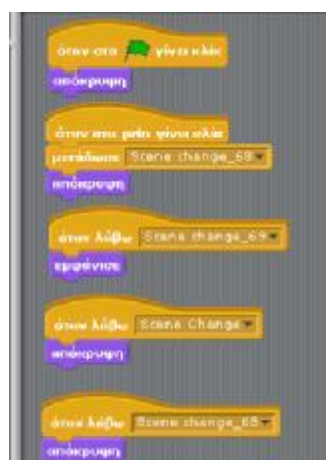 όταν στο γίνει κλικ
απόκρυψη
όταν στο γίνει κλικ
μετάδωσε Scene change_69
απόκρυψη
όταν λάβω Scene change_69
εμφάνισε
όταν λάβω Scene Change
απόκρυψη
όταν λάβω Scene change_68
απόκρυψη